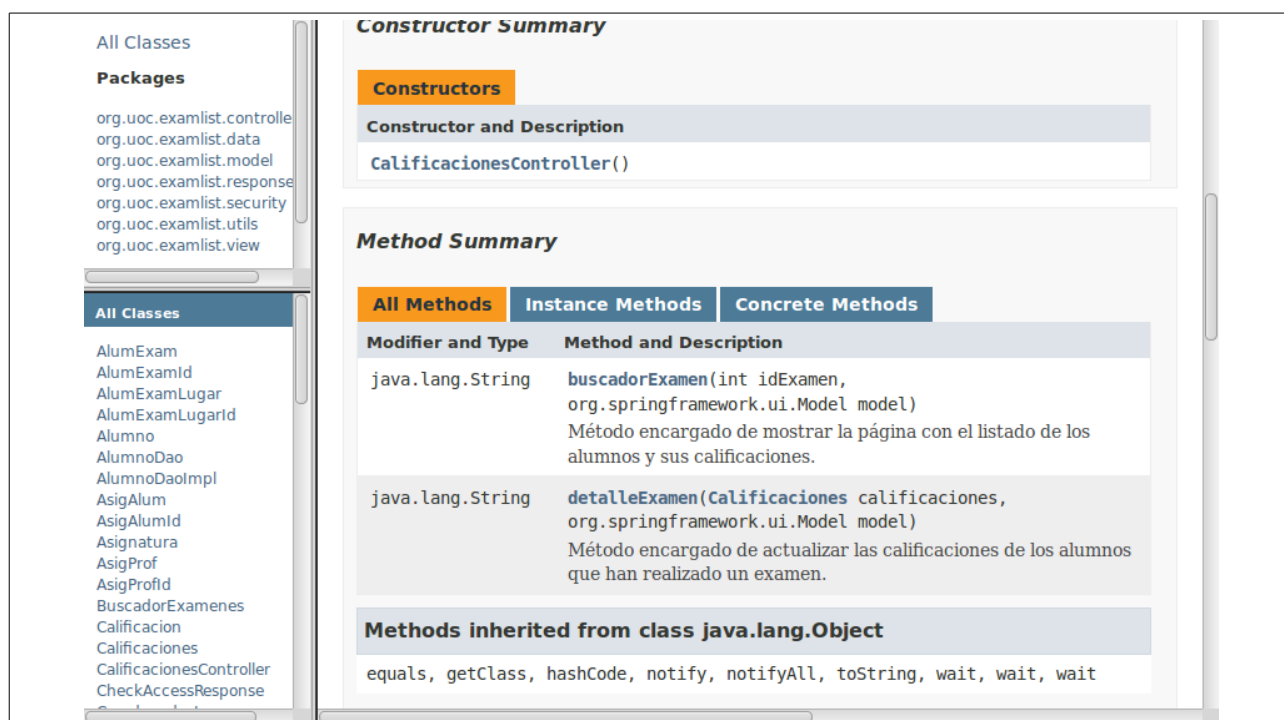 All Classes
Packages
org.uoc.examlist.controlle
org.uoc.examlist.data
org.uoc.examlist.model
org.uoc.examlist.response
org.uoc.examlist.security
org.uoc.examlist.utils
org.uoc.examlist.view
All Classes
AlumExam
AlumExamId
AlumExamLugar
AlumExamLugarId
Alumno
AlumnoDao
AlumnoDaoImpl
AsigAlum
AsigAlumId
Asignatura
AsigProf
AsigProfId
BuscadorExamenes
Calificacion
Calificaciones
CalificacionesController
CheckAccessResponse
Constructor Summary
Constructors
Constructor and Description
CalificacionesController()
Method Summary
All Methods Instance Methods Concrete Methods
Modifier and Type Method and Description
java.lang.String buscadorExamen(int idExamen,
org.springframework.ui.Model model)
Método encargado de mostrar la página con el listado de los
alumnos y sus calificaciones.
java.lang.String detalleExamen(Calificaciones calificaciones,
org.springframework.ui.Model model)
Método encargado de actualizar las calificaciones de los alumnos
que han realizado un examen.
Methods inherited from class java.lang.Object
equals, getClass, hashCode, notify, notifyAll, toString, wait, wait, wait